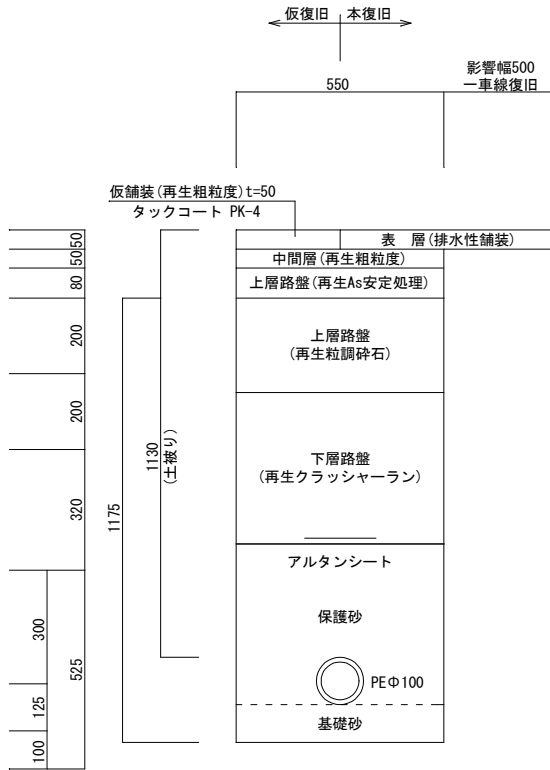 仮復旧 本復旧
影響幅500
一車線復旧
550
仮舗装(再生粗粒度)t=50
タックコート PK-4
50
表 層(排水性舗装)
50
中間層(再生粗粒度)
80
上層路盤(再生As安定処理)
200
上層路盤
(再生粒調砕石)
200
1130
(土被り)
下層路盤
(再生クラッシャーラン)
320
1175
アルタンシート
保護砂
300
525
PEΦ100
125
基礎砂
100